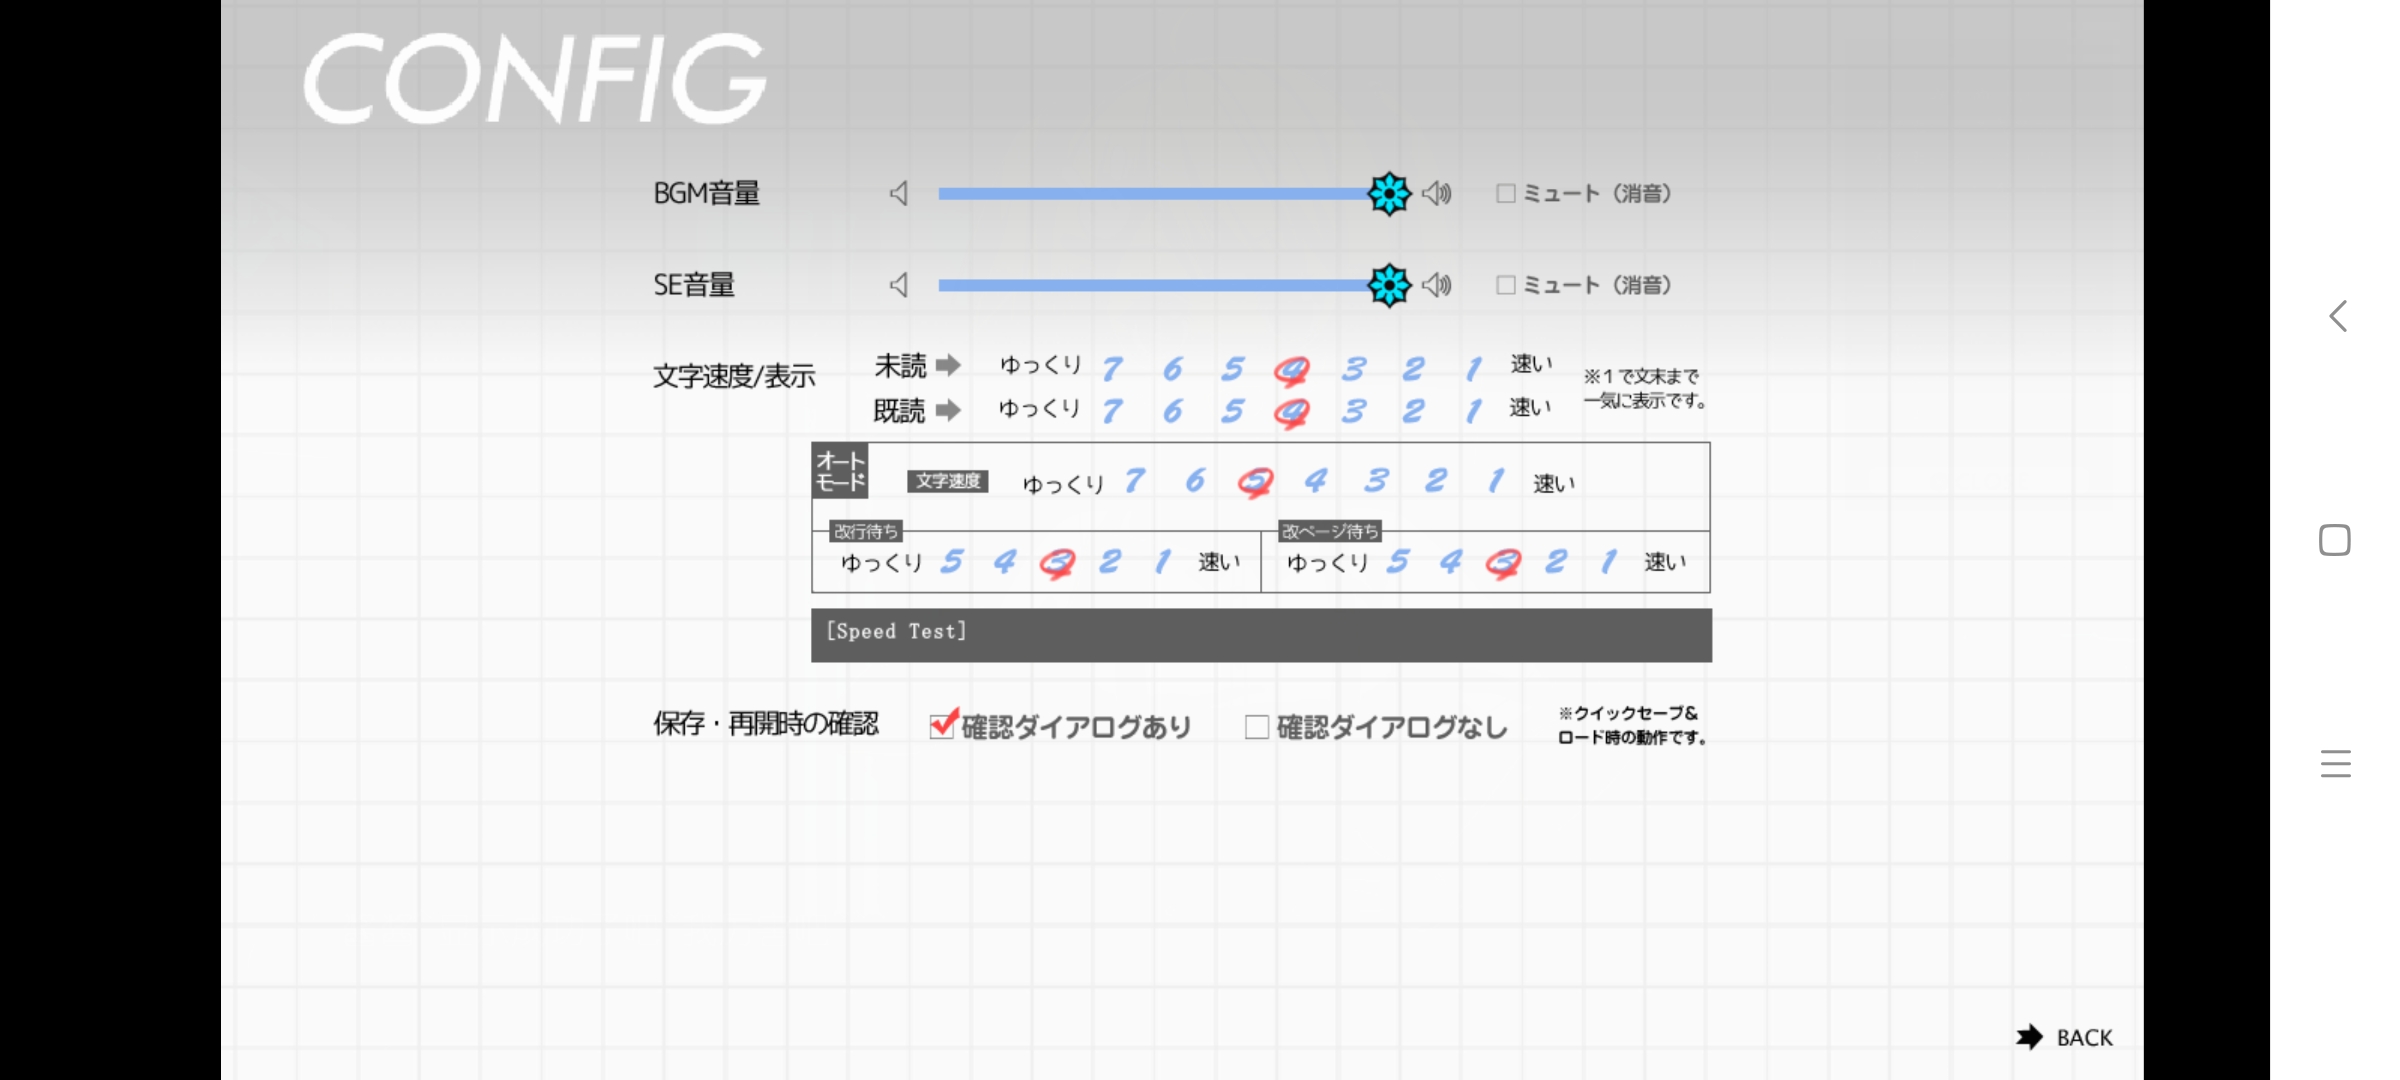 CONFIG
BGM音量 ミュート（消音）
SE音量 ミュート（消音）
文字速度/表示
未読 ゆっくり 7 6 5 4 3 2 1 速い
既読 ゆっくり 7 6 5 4 3 2 1 速い
※１で文末まで
一気に表示です。
オート
モード
文字速度 ゆっくり 7 6 5 4 3 2 1 速い
改行待ち
ゆっくり 5 4 3 2 1 速い
改ページ待ち
ゆっくり 5 4 3 2 1 速い
[Speed Test]
保存・再開時の確認 確認ダイアログあり 確認ダイアログなし
※クイックセーブ&
ロード時の動作です。
BACK